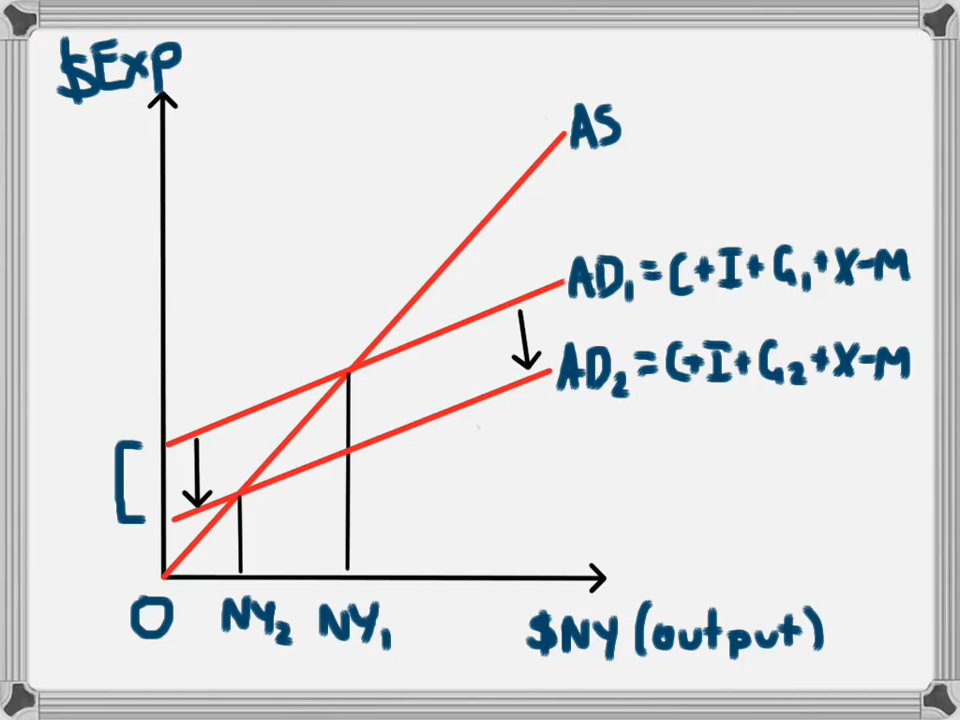 $Exp
AS
AD₁=C+I+G₁+X-M
AD₂=C+I+G₂+X-M
O
NY₂
NY₁
$NY (output)